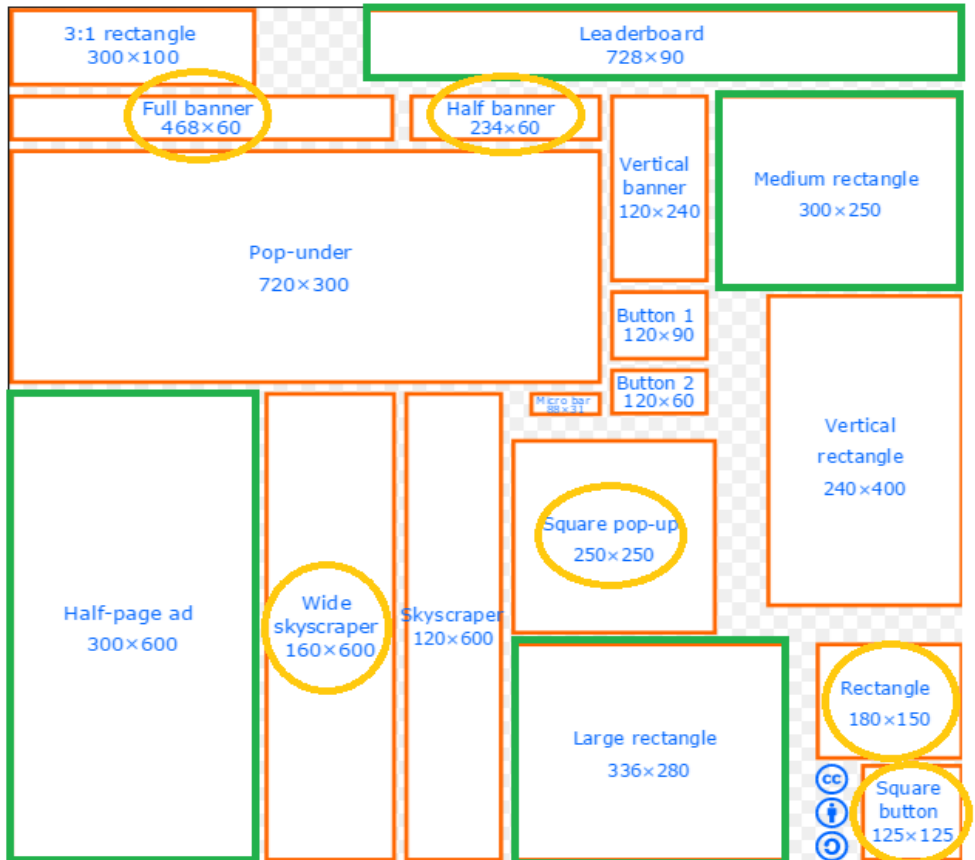 3:1 rectangle
300×100
Leaderboard
728×90
Full banner
468×60
Half banner
234×60
Vertical
banner
120×240
Medium rectangle
300×250
Pop-under
720×300
Button 1
120×90
Button 2
120×60
Micro bar
88×31
Vertical
rectangle
240×400
Square pop-up
250×250
Half-page ad
300×600
Wide
skyscraper
160×600
Skyscraper
120×600
Large rectangle
336×280
Rectangle
180×150
cc
Square
button
125×125